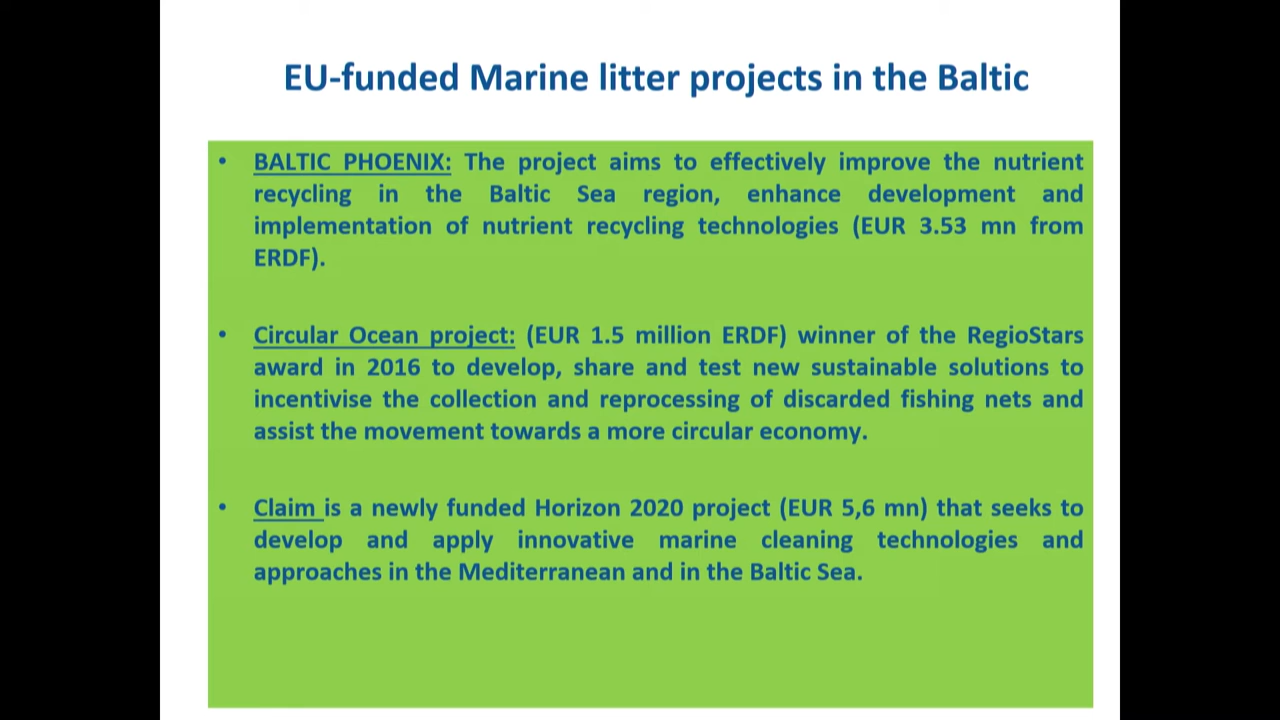 EU-funded Marine litter projects in the Baltic
• BALTIC PHOENIX: The project aims to effectively improve the nutrient
recycling in the Baltic Sea region, enhance development and
implementation of nutrient recycling technologies (EUR 3.53 mn from
ERDF).
• Circular Ocean project: (EUR 1.5 million ERDF) winner of the RegioStars
award in 2016 to develop, share and test new sustainable solutions to
incentivise the collection and reprocessing of discarded fishing nets and
assist the movement towards a more circular economy.
• Claim is a newly funded Horizon 2020 project (EUR 5,6 mn) that seeks to
develop and apply innovative marine cleaning technologies and
approaches in the Mediterranean and in the Baltic Sea.